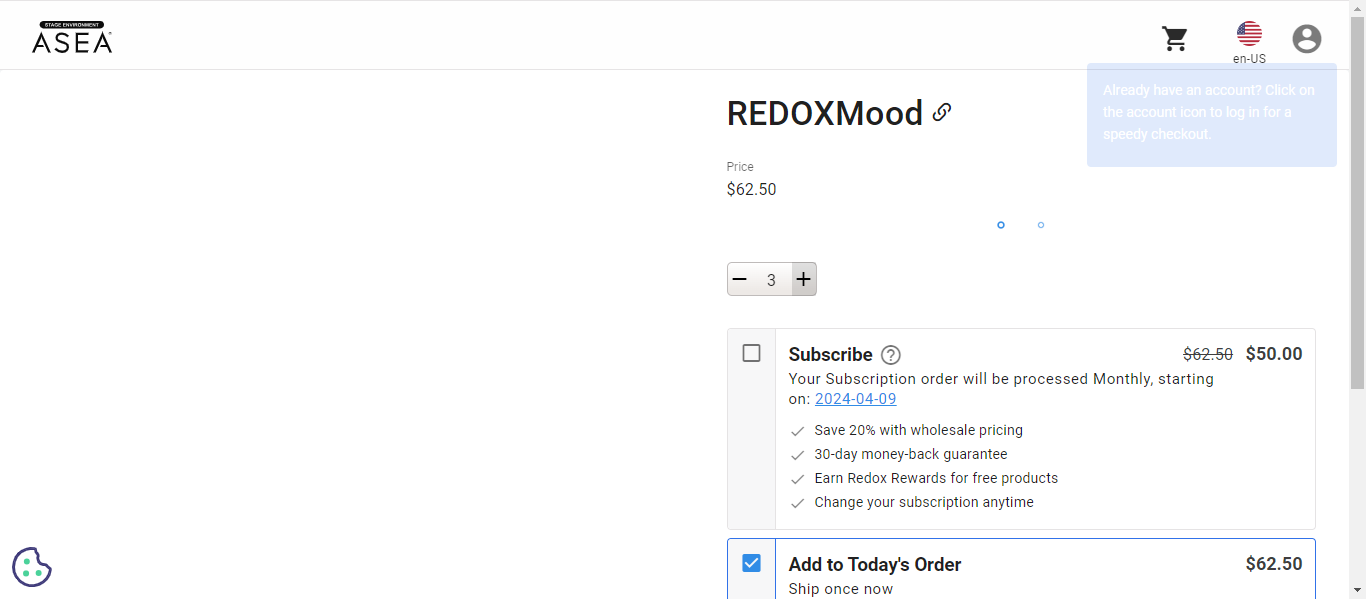 STAGE ENVIRONMENT
ASEA
en-US
Already have an account? Click on
the account icon to log in for a
speedy checkout.
REDOXMood
Price
$62.50
3
Subscribe
$62.50 $50.00
Your Subscription order will be processed Monthly, starting
on: 2024-04-09
Save 20% with wholesale pricing
30-day money-back guarantee
Earn Redox Rewards for free products
Change your subscription anytime
Add to Today's Order
$62.50
Ship once now